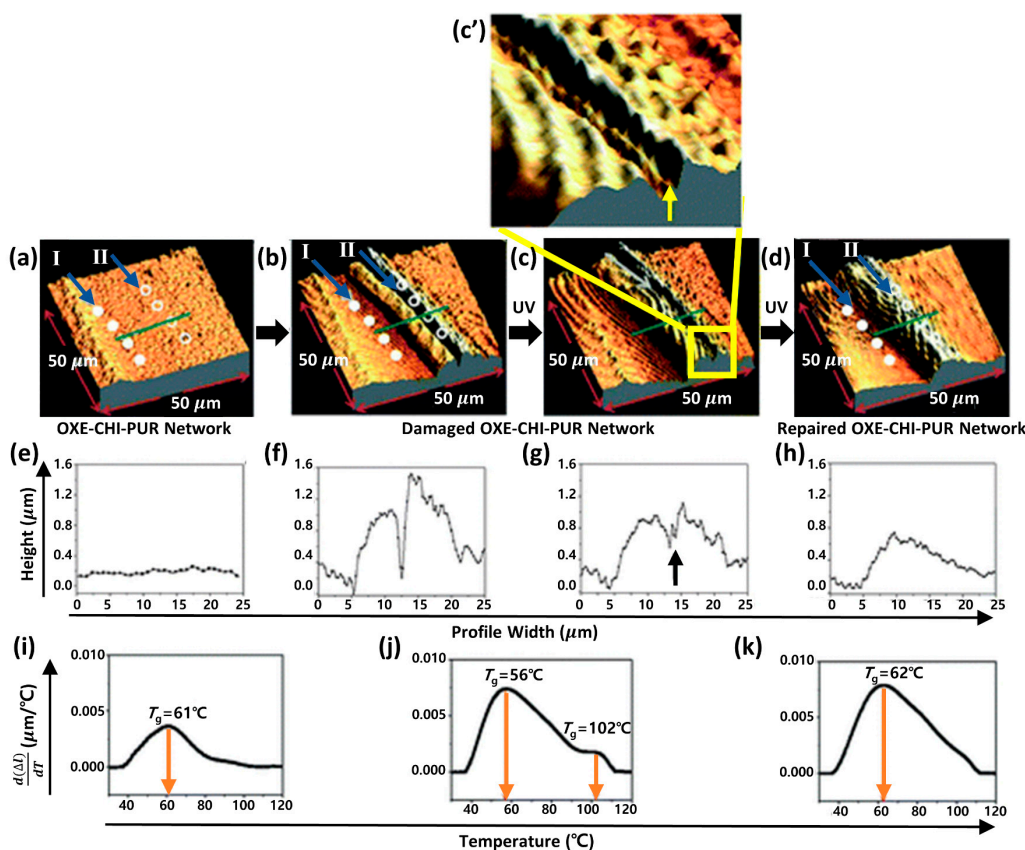 (c’)
(a) I II
(b) I II
(c)
(d) I II
UV
UV
50 μm 50 μm
50 μm 50 μm
50 μm 50 μm
50 μm 50 μm
OXE-CHI-PUR Network
Damaged OXE-CHI-PUR Network
Repaired OXE-CHI-PUR Network
(e)
(f)
(g)
(h)
Height (μm)
1.6
1.2
0.8
0.4
0.0
0 5 10 15 20 25
1.6
1.2
0.8
0.4
0.0
0 5 10 15 20 25
1.6
1.2
0.8
0.4
0.0
0 5 10 15 20 25
1.6
1.2
0.8
0.4
0.0
0 5 10 15 20 25
Profile Width (μm)
(i)
(j)
(k)
d(ΔI)/dT (μm/℃)
0.010
0.005
0.000
Tg=61℃
40 60 80 100 120
0.010
0.005
0.000
Tg=56℃
Tg=102℃
40 60 80 100 120
0.010
0.005
0.000
Tg=62℃
40 60 80 100 120
Temperature (℃)